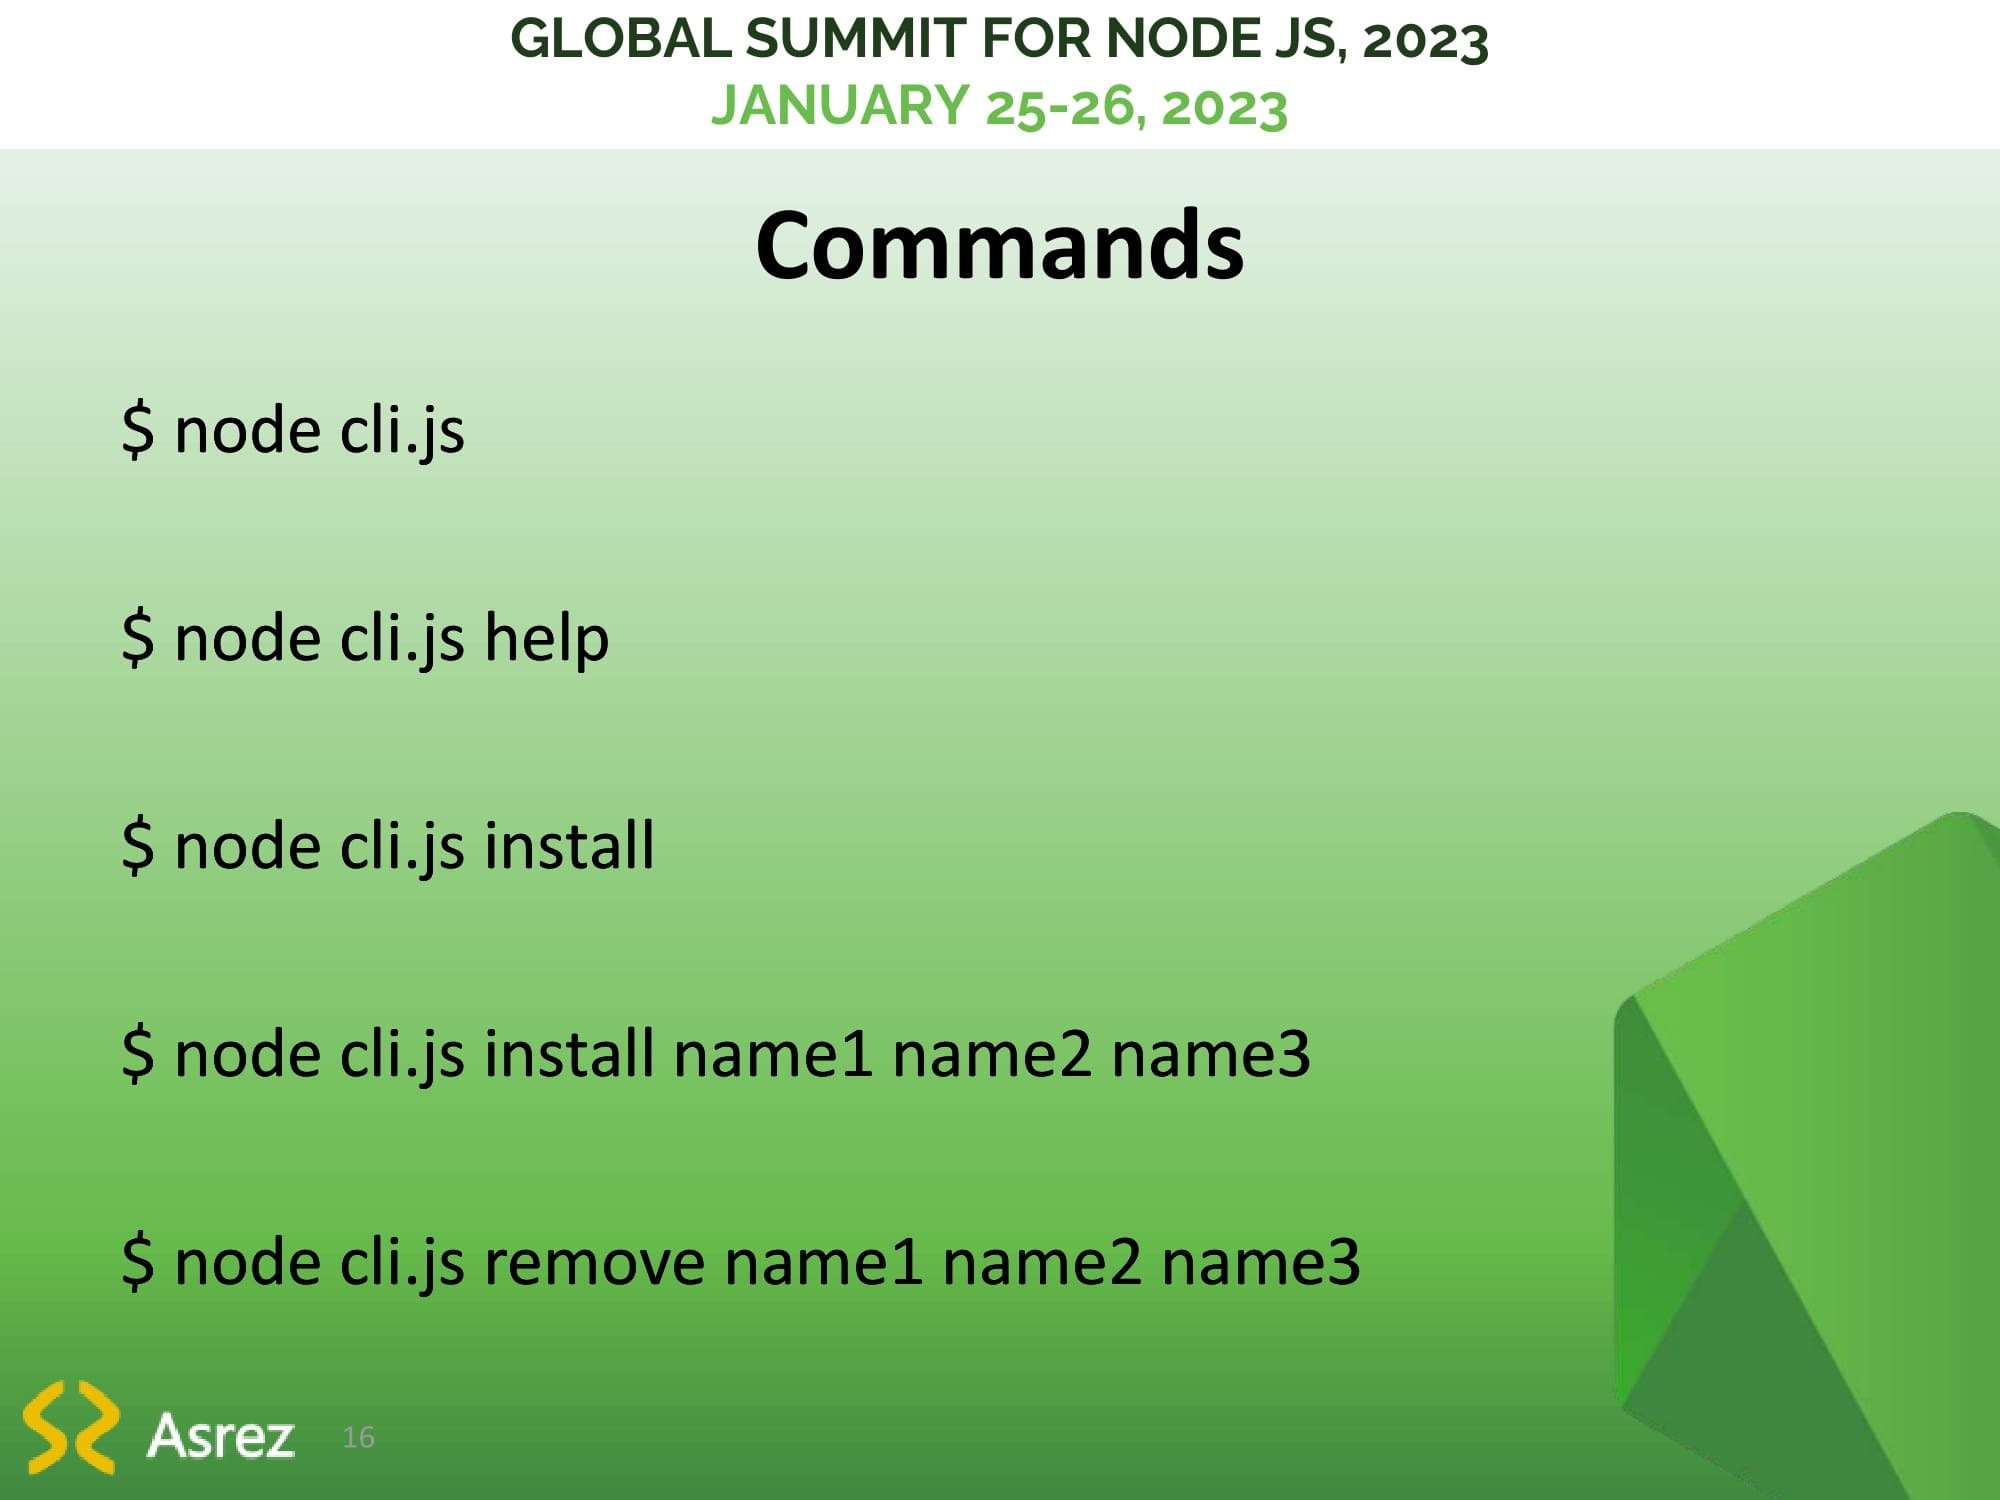 GLOBAL SUMMIT FOR NODE JS, 2023
JANUARY 25-26, 2023
Commands
$ node cli.js
$ node cli.js help
$ node cli.js install
$ node cli.js install name1 name2 name3
$ node cli.js remove name1 name2 name3
Asrez 16